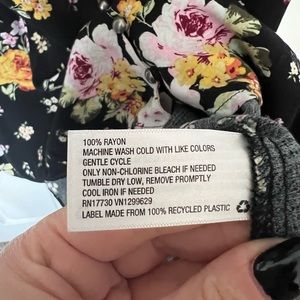 100% RAYON
MACHINE WASH COLD WITH LIKE COLORS
GENTLE CYCLE
ONLY NON-CHLORINE BLEACH IF NEEDED
TUMBLE DRY LOW, REMOVE PROMPTLY
COOL IRON IF NEEDED
RN17730 VN1299629
LABEL MADE FROM 100% RECYCLED PLASTIC